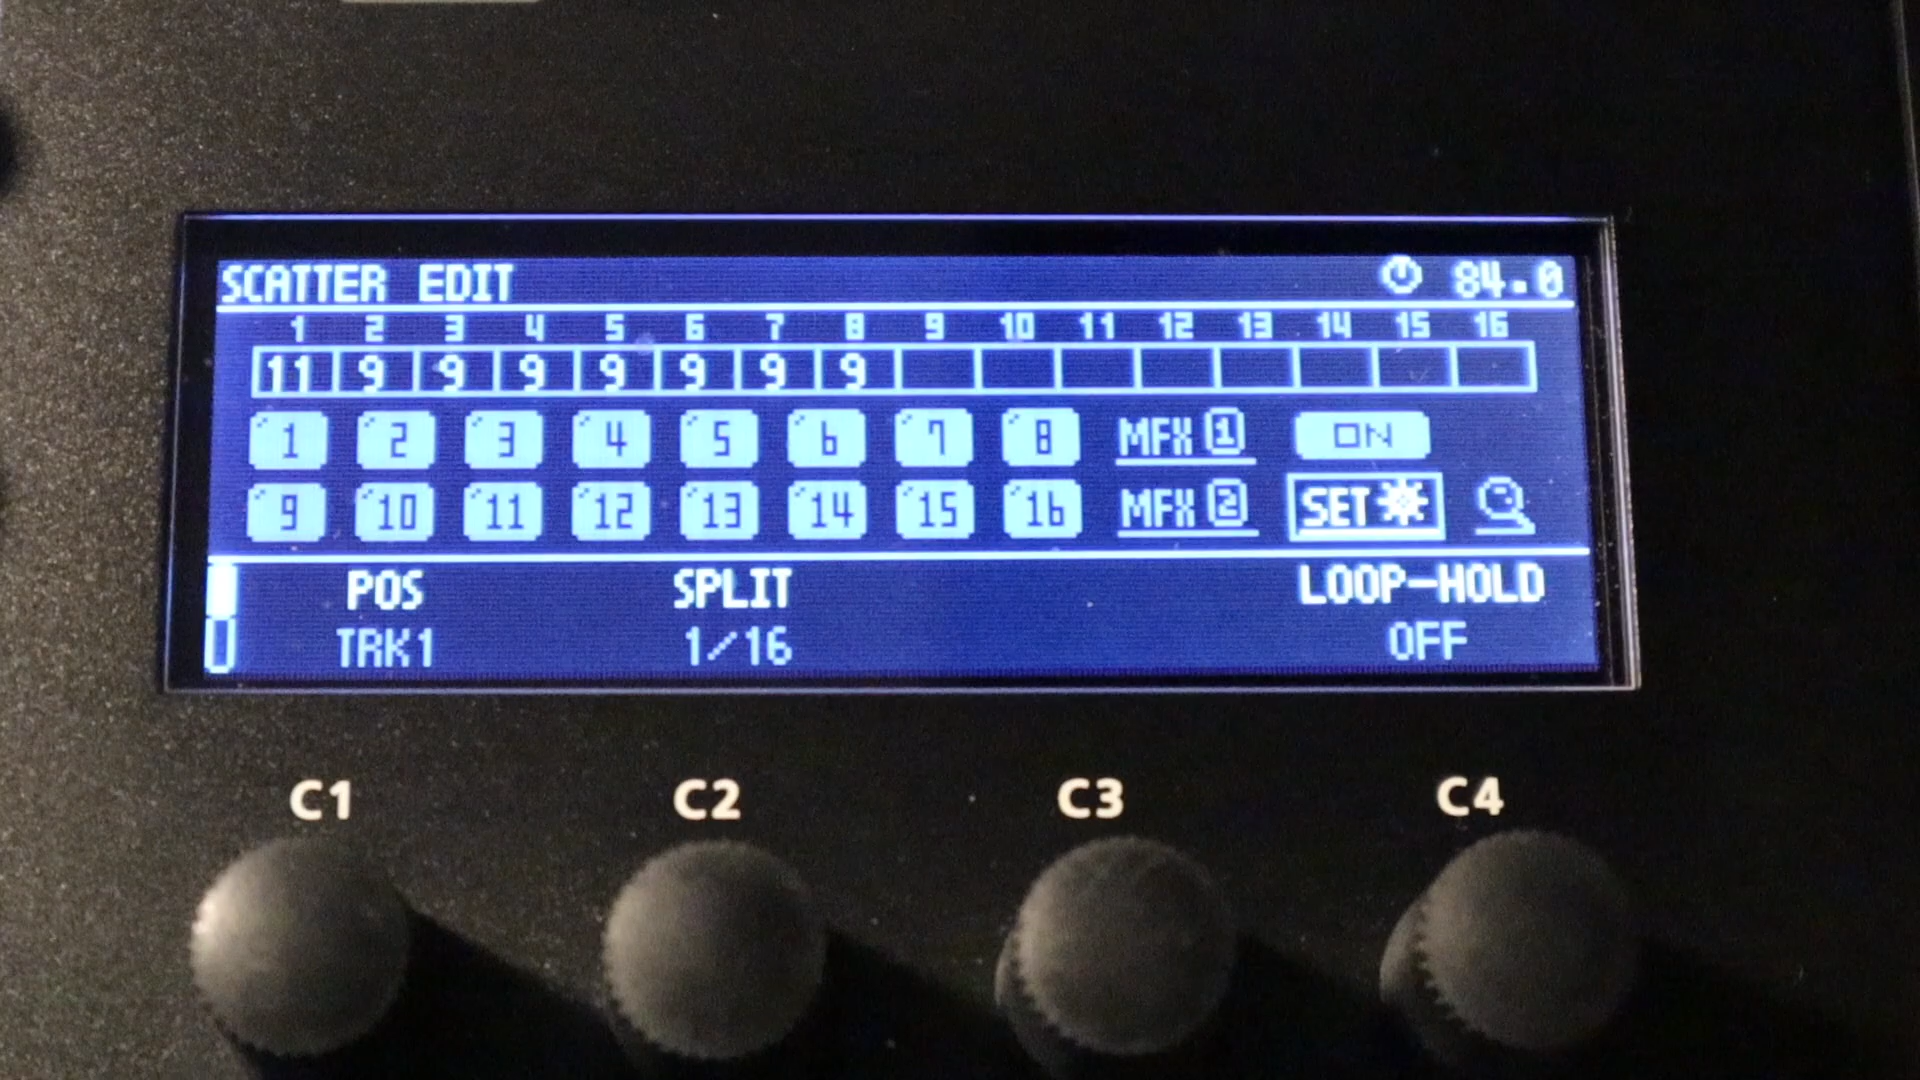 SCATTER EDIT 84.0
1 2 3 4 5 6 7 8 9 10 11 12 13 14 15 16
11 9 9 9 9 9 9 9
1 2 3 4 5 6 7 8 MFX 1 ON
9 10 11 12 13 14 15 16 MFX 2 SET
POS SPLIT LOOP-HOLD
TRK1 1/16 OFF
C1 C2 C3 C4